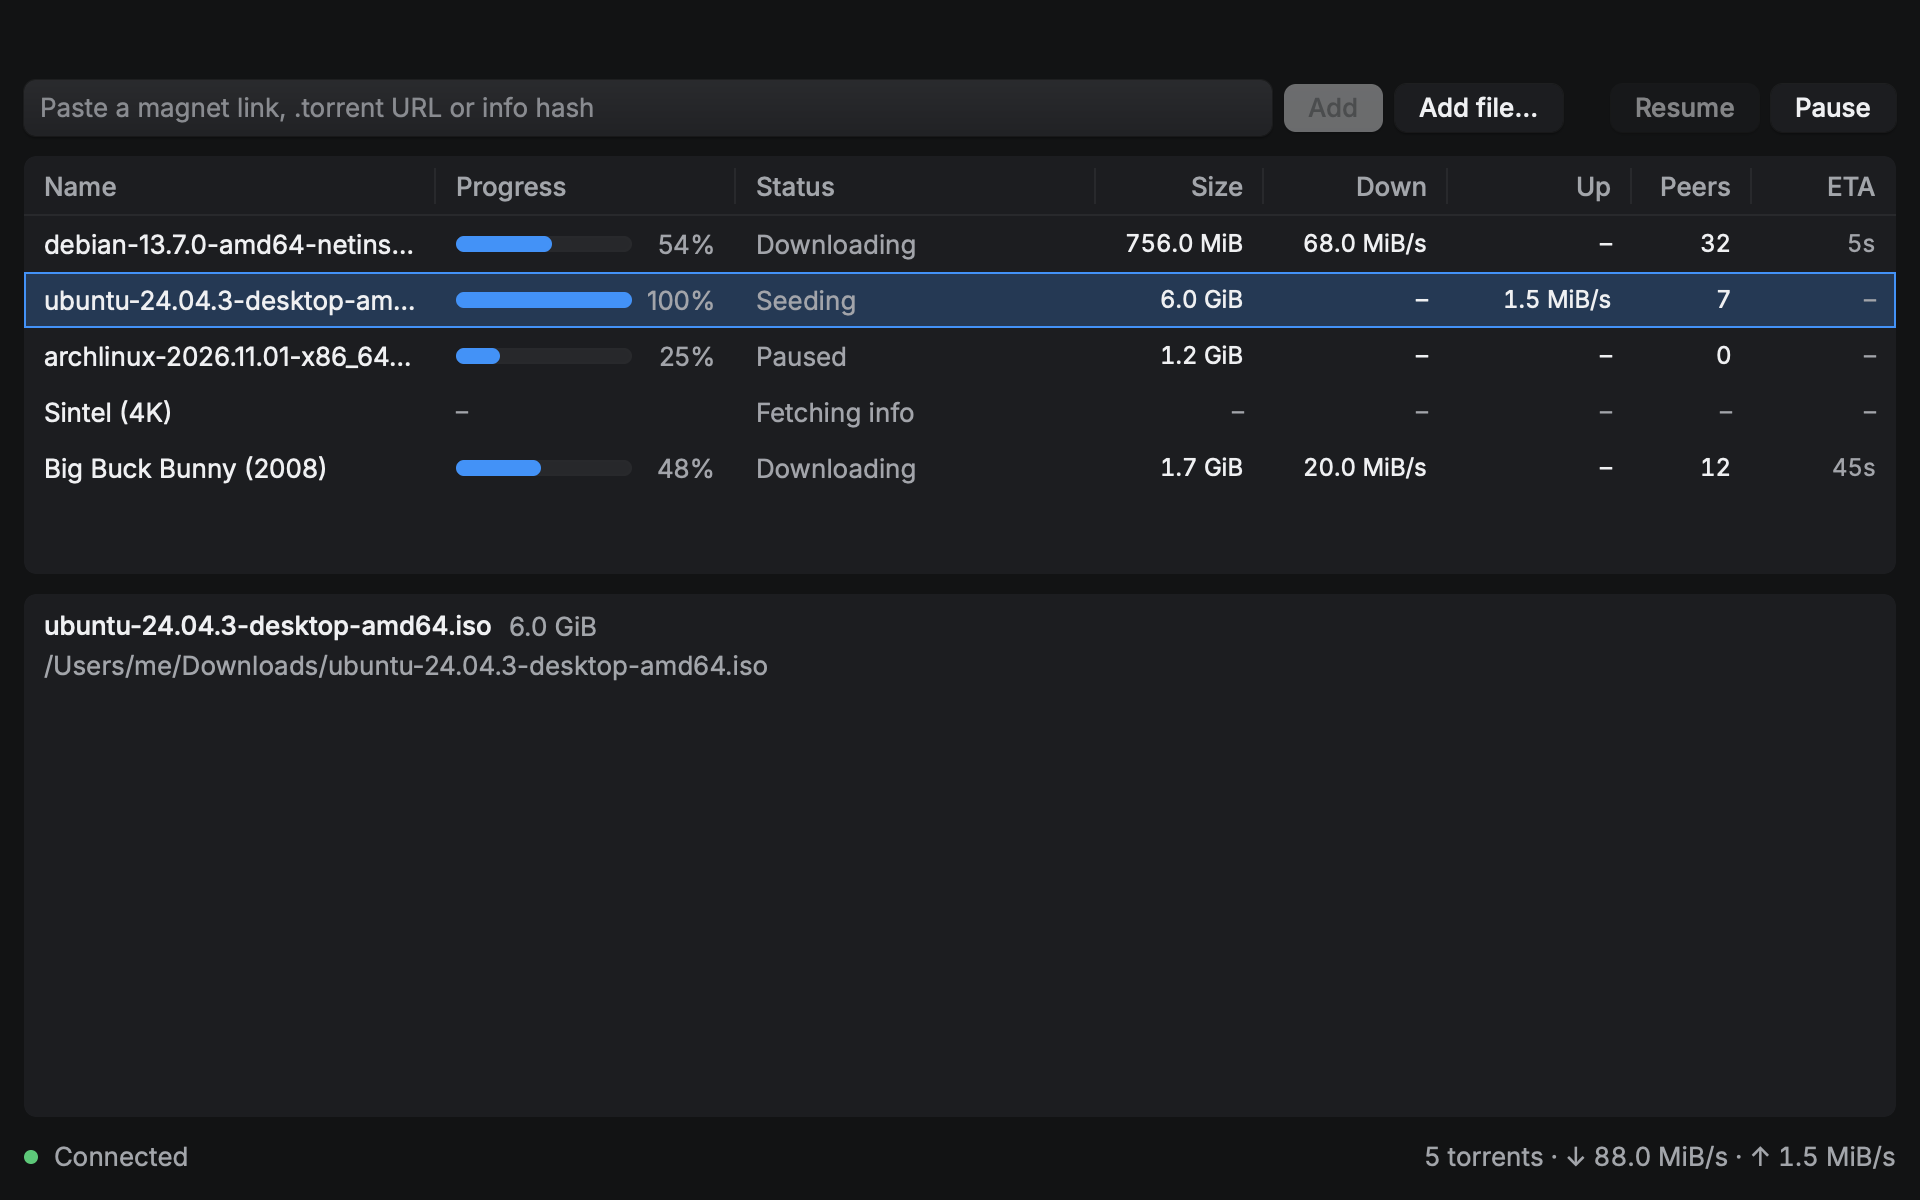 Paste a magnet link, .torrent URL or info hash Add Add file... Resume Pause
Name Progress Status Size Down Up Peers ETA
debian-13.7.0-amd64-netins... 54% Downloading 756.0 MiB 68.0 MiB/s – 32 5s
ubuntu-24.04.3-desktop-am... 100% Seeding 6.0 GiB – 1.5 MiB/s 7 –
archlinux-2026.11.01-x86_64... 25% Paused 1.2 GiB – – 0 –
Sintel (4K) – Fetching info – – – – –
Big Buck Bunny (2008) 48% Downloading 1.7 GiB 20.0 MiB/s – 12 45s
ubuntu-24.04.3-desktop-amd64.iso 6.0 GiB
/Users/me/Downloads/ubuntu-24.04.3-desktop-amd64.iso
Connected 5 torrents · ↓ 88.0 MiB/s · ↑ 1.5 MiB/s